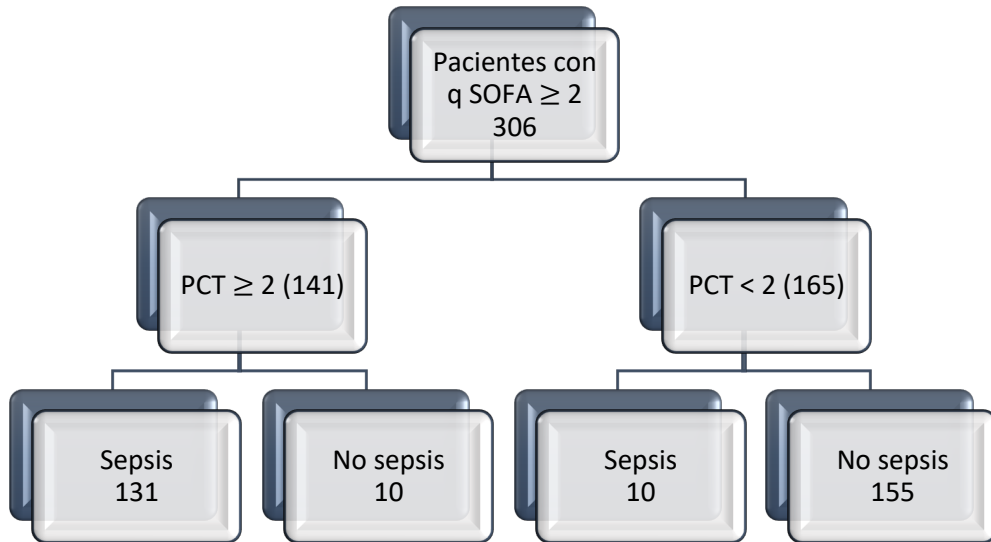 Pacientes con
q SOFA ≥ 2
306
PCT ≥ 2 (141)
PCT < 2 (165)
Sepsis
131
No sepsis
10
Sepsis
10
No sepsis
155